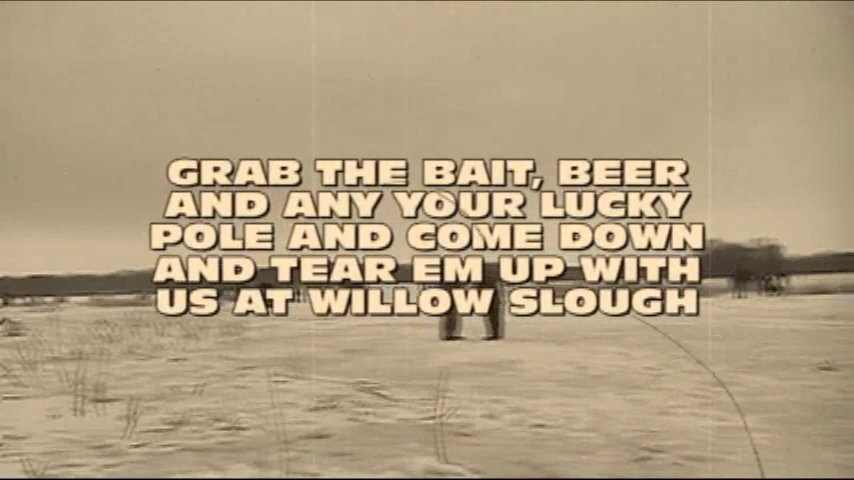 GRAB THE BAIT, BEER
AND ANY YOUR LUCKY
POLE AND COME DOWN
AND TEAR EM UP WITH
US AT WILLOW SLOUGH